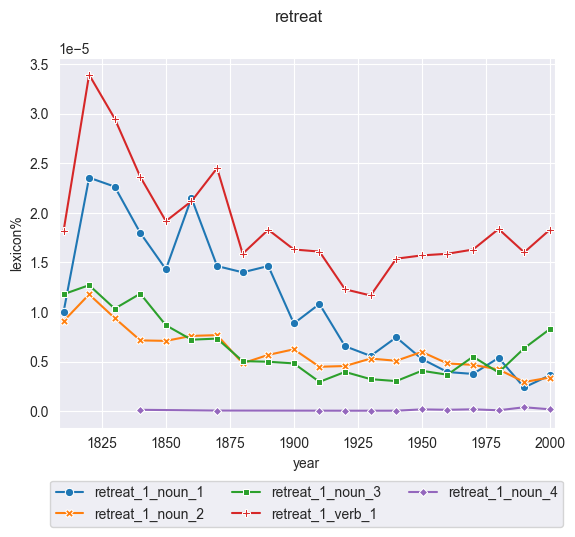 retreat
1e−5
3.5
3.0
2.5
2.0
1.5
1.0
0.5
0.0
lexicon%
1825 1850 1875 1900 1925 1950 1975 2000
year
retreat_1_noun_1 retreat_1_noun_3 retreat_1_noun_4
retreat_1_noun_2 retreat_1_verb_1